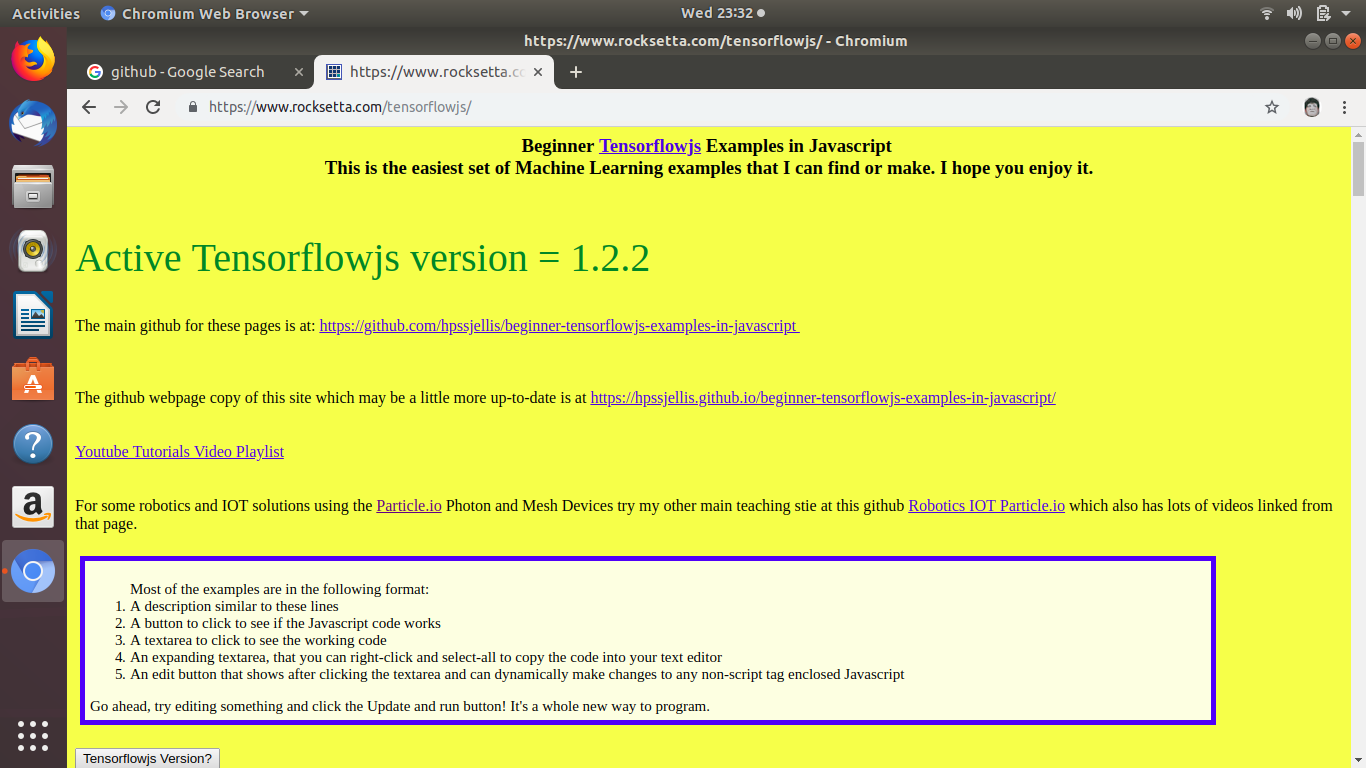 Activities Chromium Web Browser Wed 23:32
https://www.rocksetta.com/tensorflowjs/ - Chromium
github - Google Search https://www.rocksetta.co
https://www.rocksetta.com/tensorflowjs/
Beginner Tensorflowjs Examples in Javascript
This is the easiest set of Machine Learning examples that I can find or make. I hope you enjoy it.
Active Tensorflowjs version = 1.2.2
The main github for these pages is at: https://github.com/hpssjellis/beginner-tensorflowjs-examples-in-javascript
The github webpage copy of this site which may be a little more up-to-date is at https://hpssjellis.github.io/beginner-tensorflowjs-examples-in-javascript/
Youtube Tutorials Video Playlist
For some robotics and IOT solutions using the Particle.io Photon and Mesh Devices try my other main teaching stie at this github Robotics IOT Particle.io which also has lots of videos linked from
that page.
Most of the examples are in the following format:
1. A description similar to these lines
2. A button to click to see if the Javascript code works
3. A textarea to click to see the working code
4. An expanding textarea, that you can right-click and select-all to copy the code into your text editor
5. An edit button that shows after clicking the textarea and can dynamically make changes to any non-script tag enclosed Javascript
Go ahead, try editing something and click the Update and run button! It's a whole new way to program.
Tensorflowjs Version?